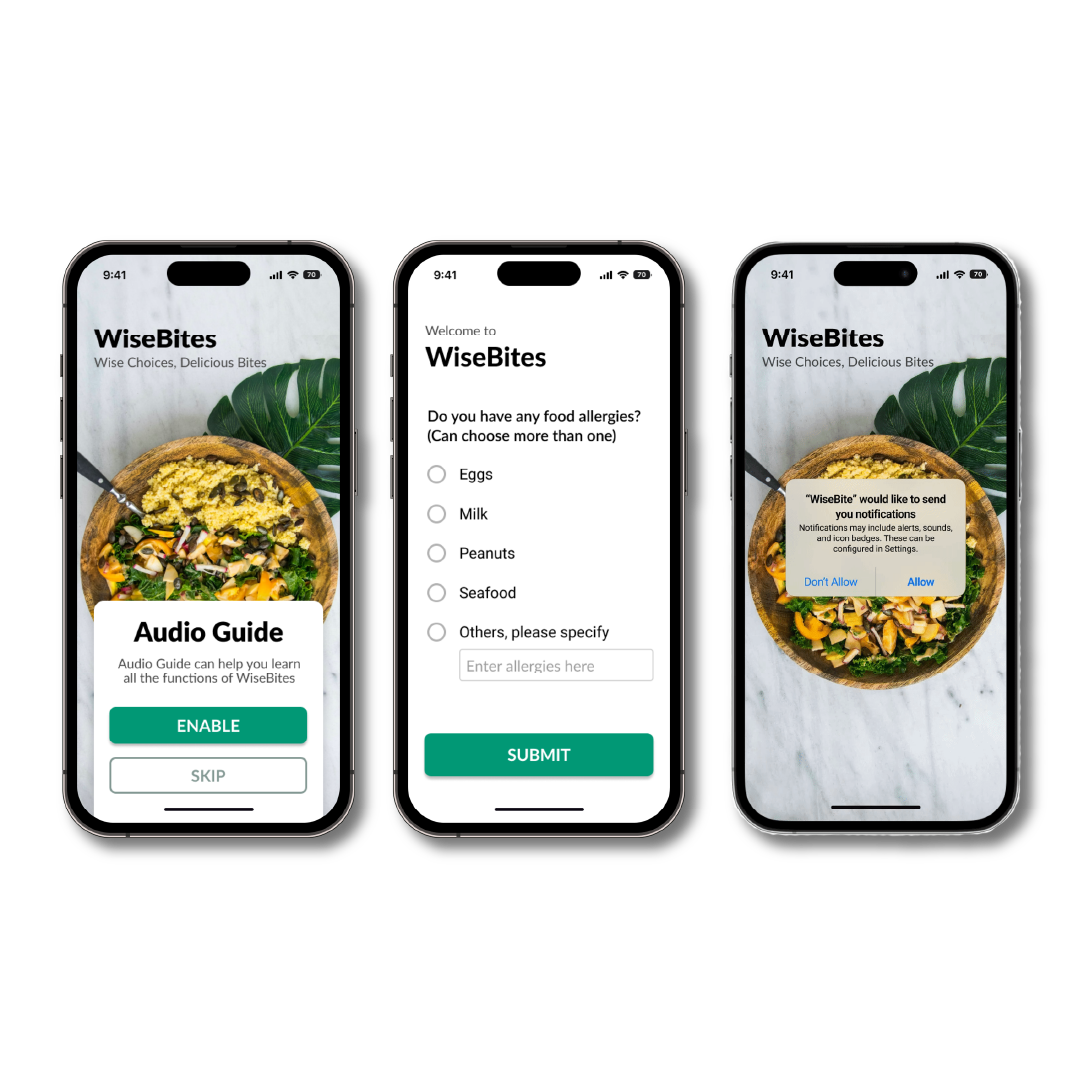 9:41
70
WiseBites
Wise Choices, Delicious Bites
Audio Guide
Audio Guide can help you learn
all the functions of WiseBites
ENABLE
SKIP
9:41
70
Welcome to
WiseBites
Do you have any food allergies?
(Can choose more than one)
Eggs
Milk
Peanuts
Seafood
Others, please specify
Enter allergies here
SUBMIT
9:41
70
WiseBites
Wise Choices, Delicious Bites
“WiseBite” would like to send
you notifications
Notifications may include alerts, sounds,
and icon badges. These can be
configured in Settings.
Don’t Allow
Allow